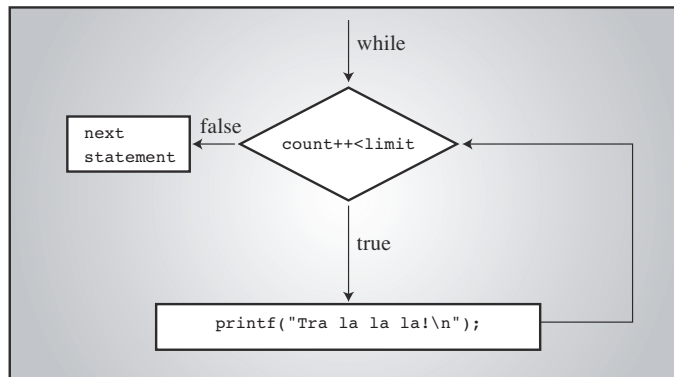 while
false
next
statement
count++<limit
true
printf("Tra la la la!\n");